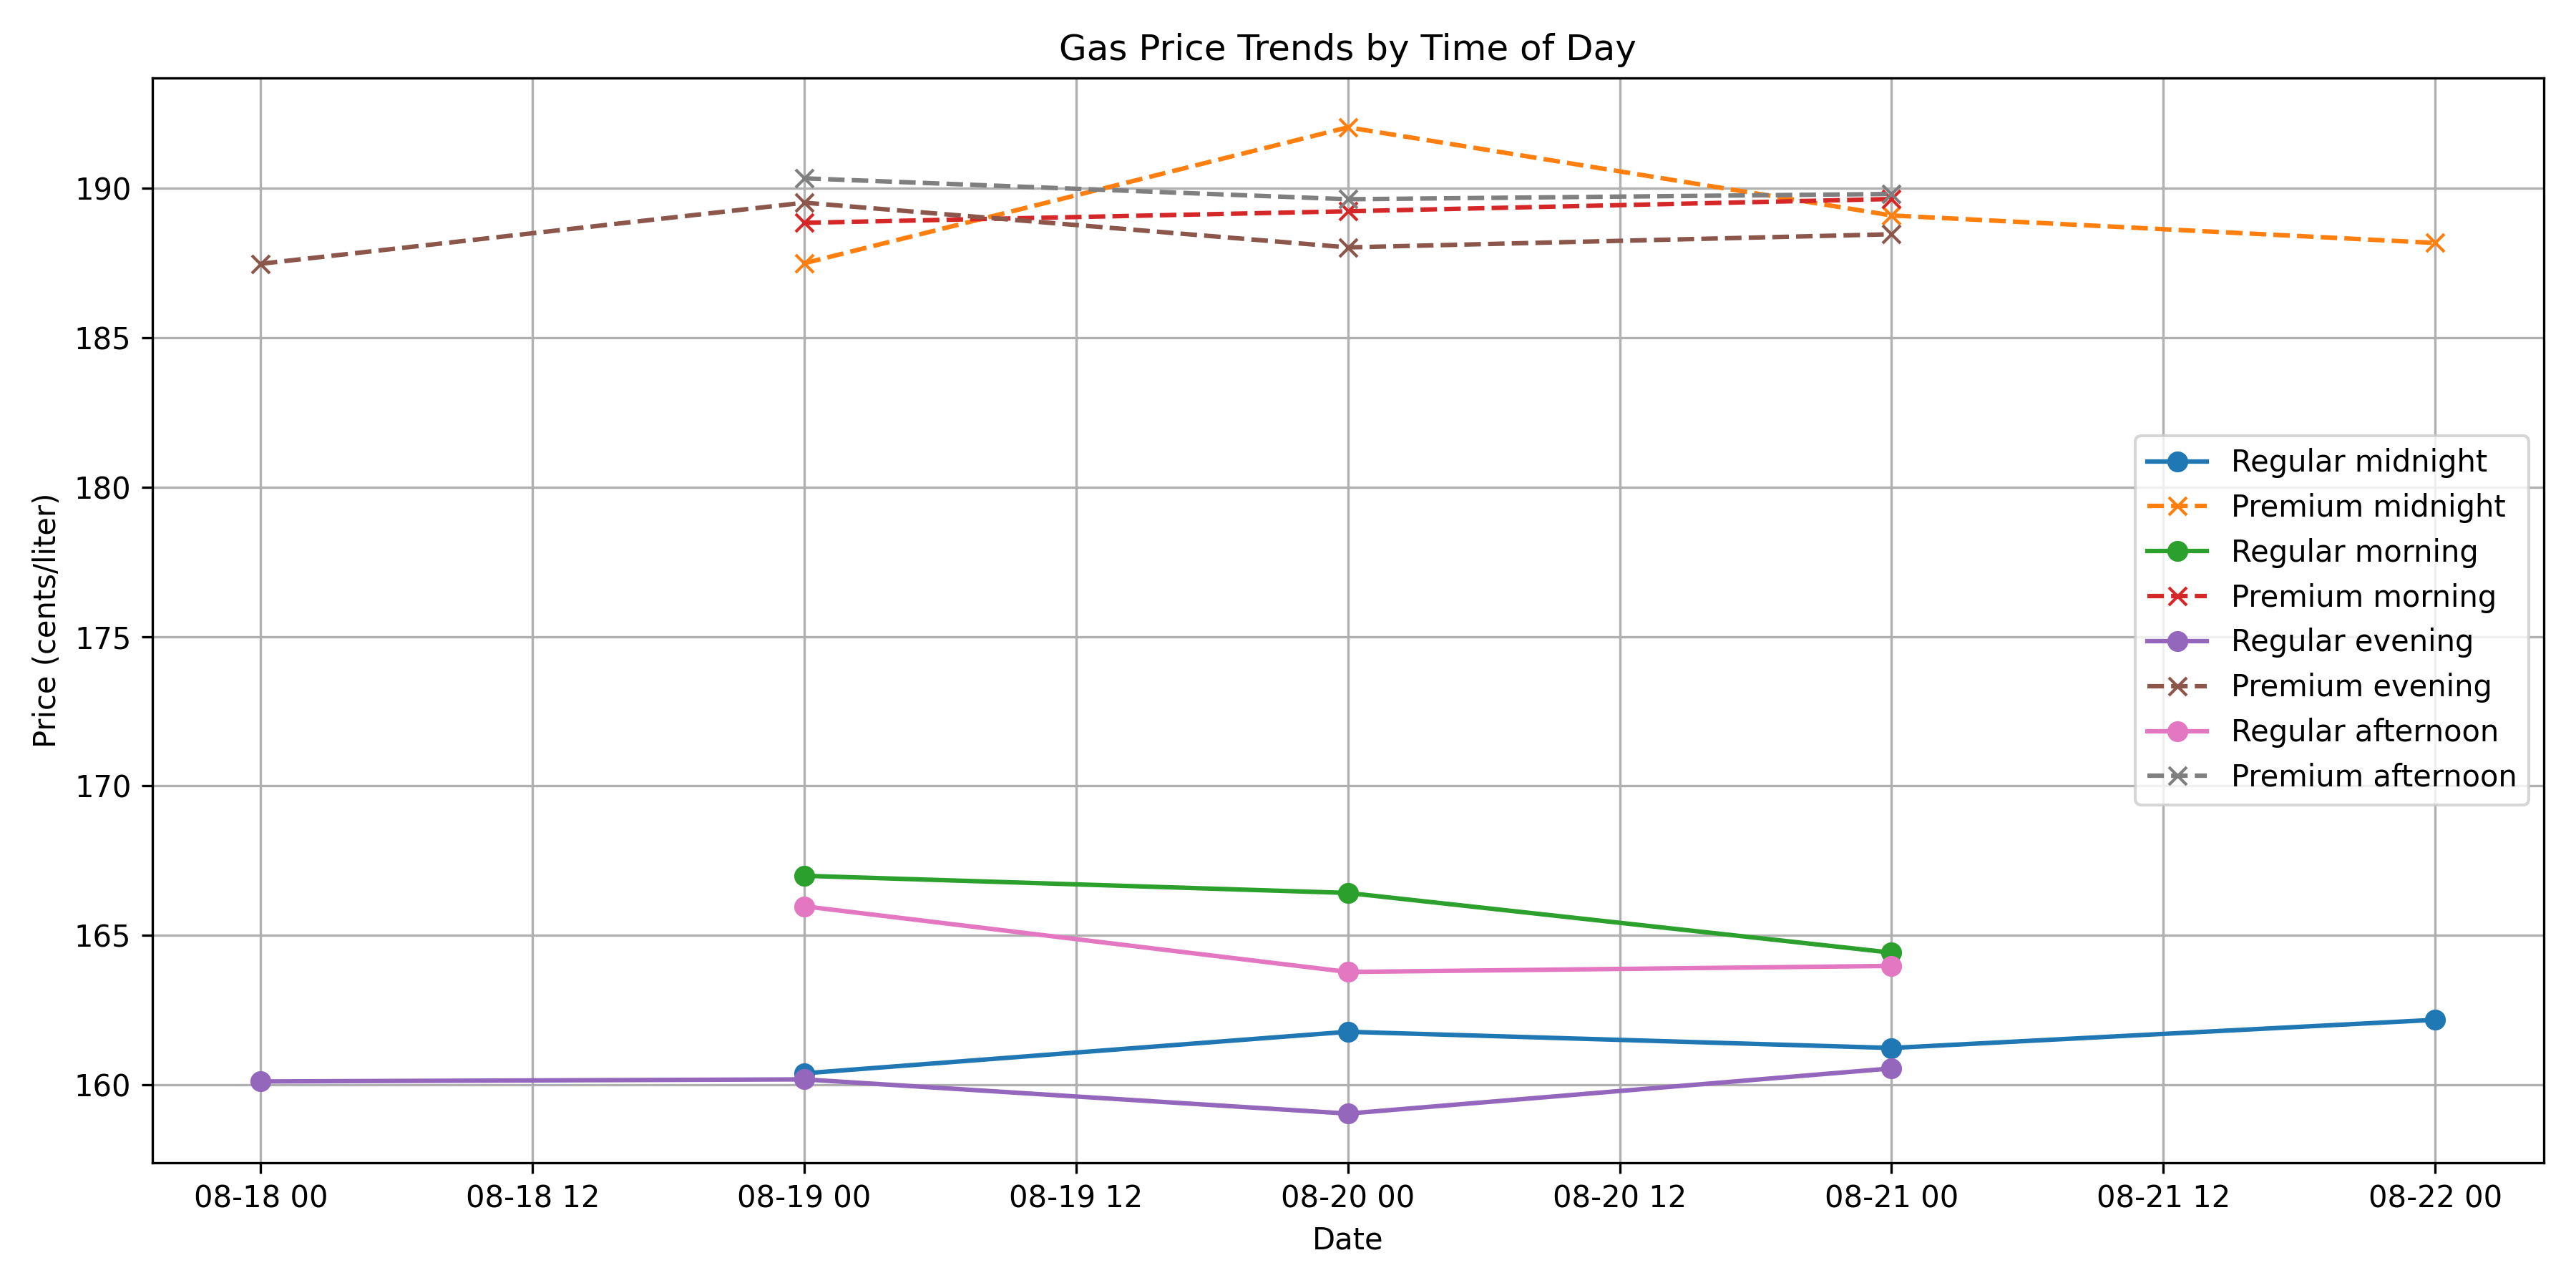 Gas Price Trends by Time of Day
Price (cents/liter)
190
185
180
175
170
165
160
Regular midnight
Premium midnight
Regular morning
Premium morning
Regular evening
Premium evening
Regular afternoon
Premium afternoon
08-18 00 08-18 12 08-19 00 08-19 12 08-20 00 08-20 12 08-21 00 08-21 12 08-22 00
Date